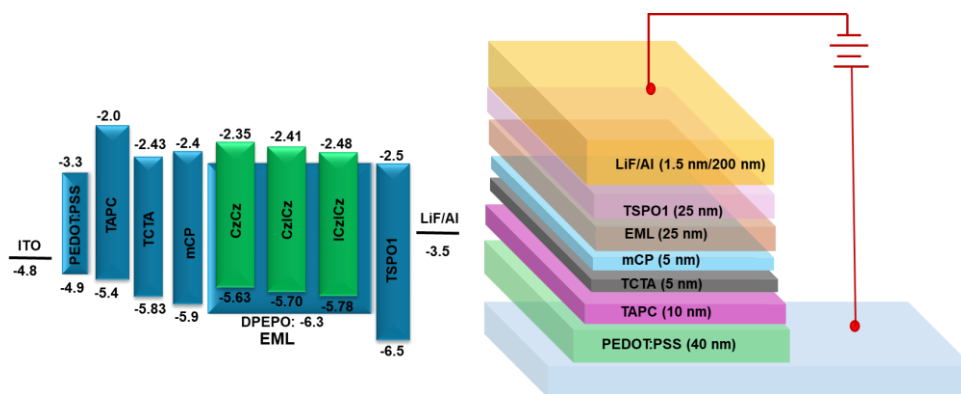 -2.0
-2.43
-2.4
-2.35
-2.41
-2.48
-2.5
-3.3
PEDOT:PSS
TAPC
TCTA
mCP
CzCz
CzICz
ICzICz
TSPO1
LiF/Al
-3.5
ITO
-4.8
-4.9
-5.4
-5.83
-5.9
-5.63
-5.70
-5.78
DPEPO: -6.3
EML
-6.5
LiF/Al (1.5 nm/200 nm)
TSPO1 (25 nm)
EML (25 nm)
mCP (5 nm)
TCTA (5 nm)
TAPC (10 nm)
PEDOT:PSS (40 nm)